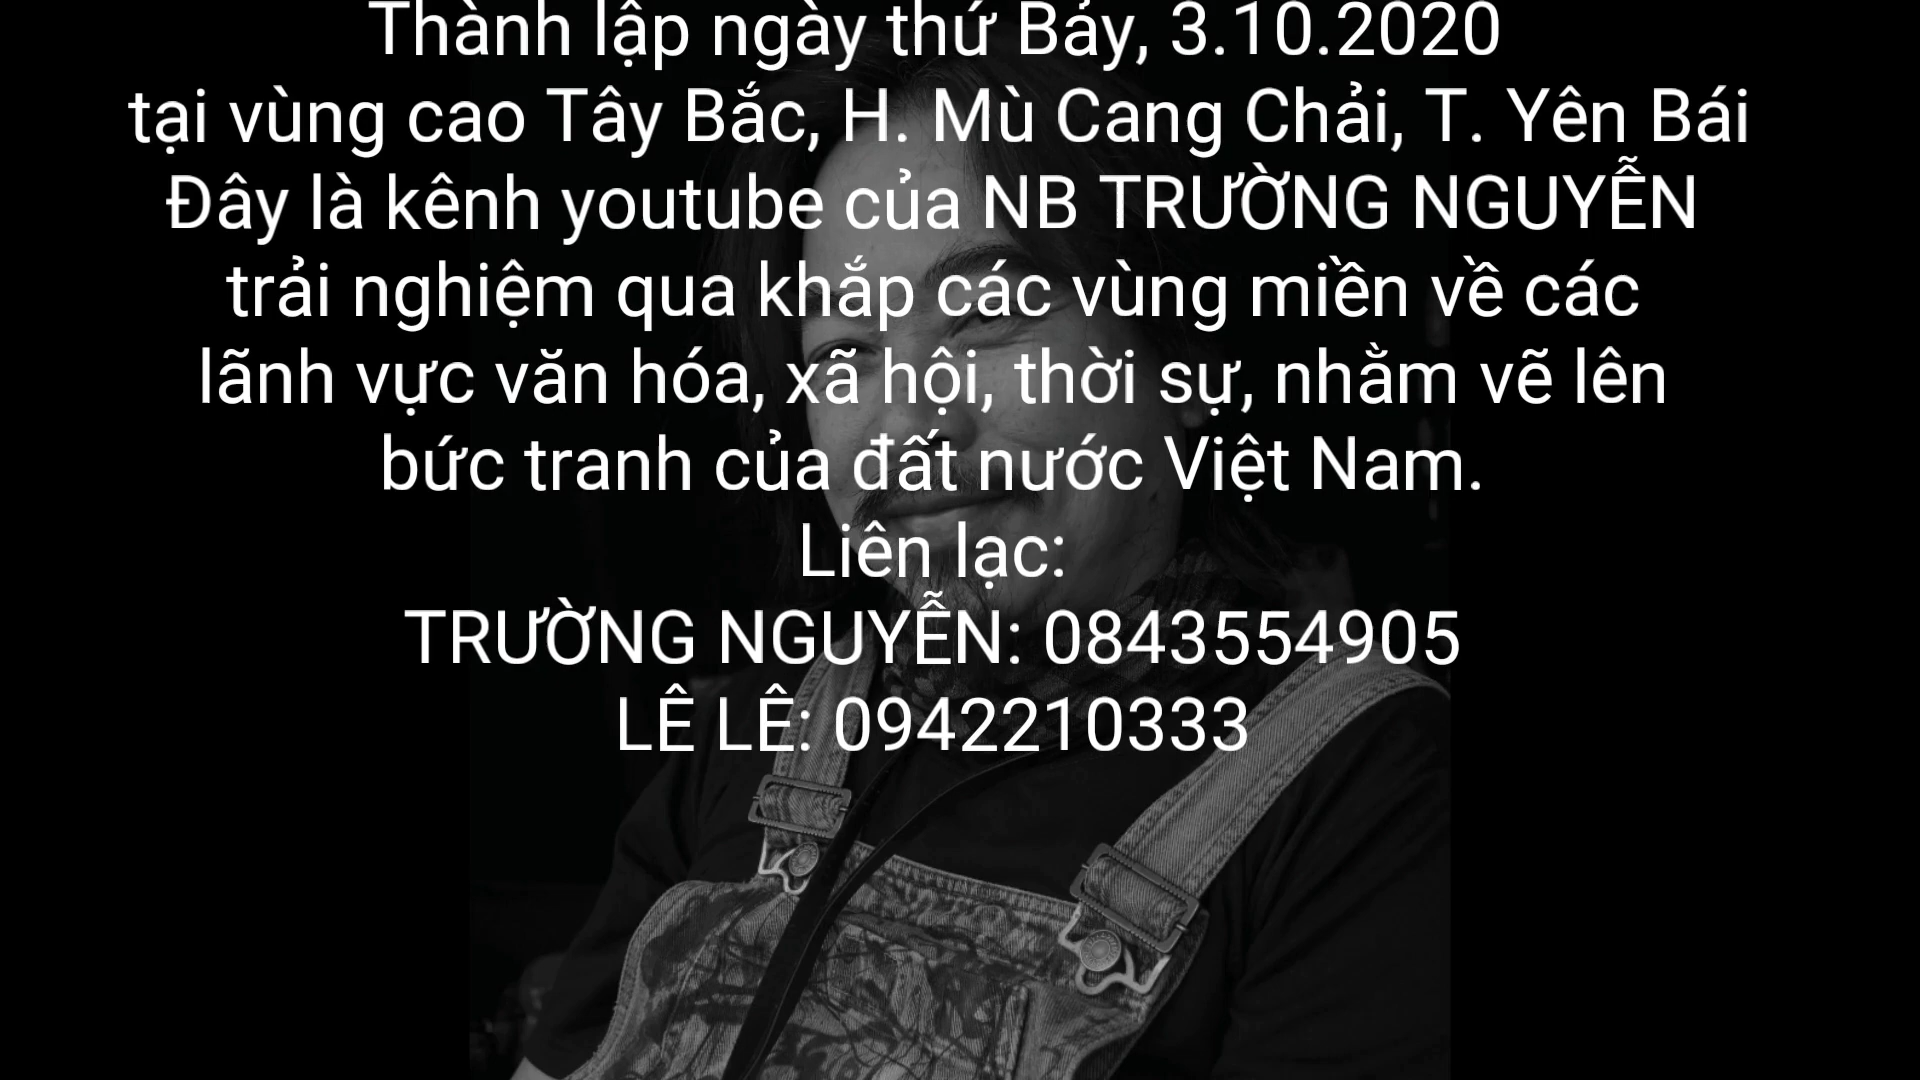 Thành lập ngày thứ Bảy, 3.10.2020
tại vùng cao Tây Bắc, H. Mù Cang Chải, T. Yên Bái
Đây là kênh youtube của NB TRƯỜNG NGUYỄN
trải nghiệm qua khắp các vùng miền về các
lãnh vực văn hóa, xã hội, thời sự, nhằm vẽ lên
bức tranh của đất nước Việt Nam.
Liên lạc:
TRƯỜNG NGUYỄN: 0843554905
LÊ LÊ: 0942210333